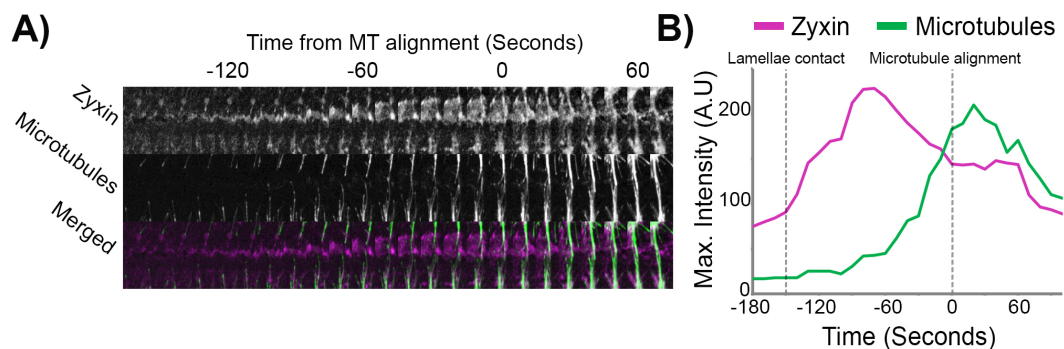 A)
Time from MT alignment (Seconds)
-120 -60 0 60
Zyxin
Microtubules
Merged
B)
Zyxin Microtubules
Lamellae contact Microtubule alignment
Max. Intensity (A.U)
200
100
0
-180 -120 -60 0 60
Time (Seconds)